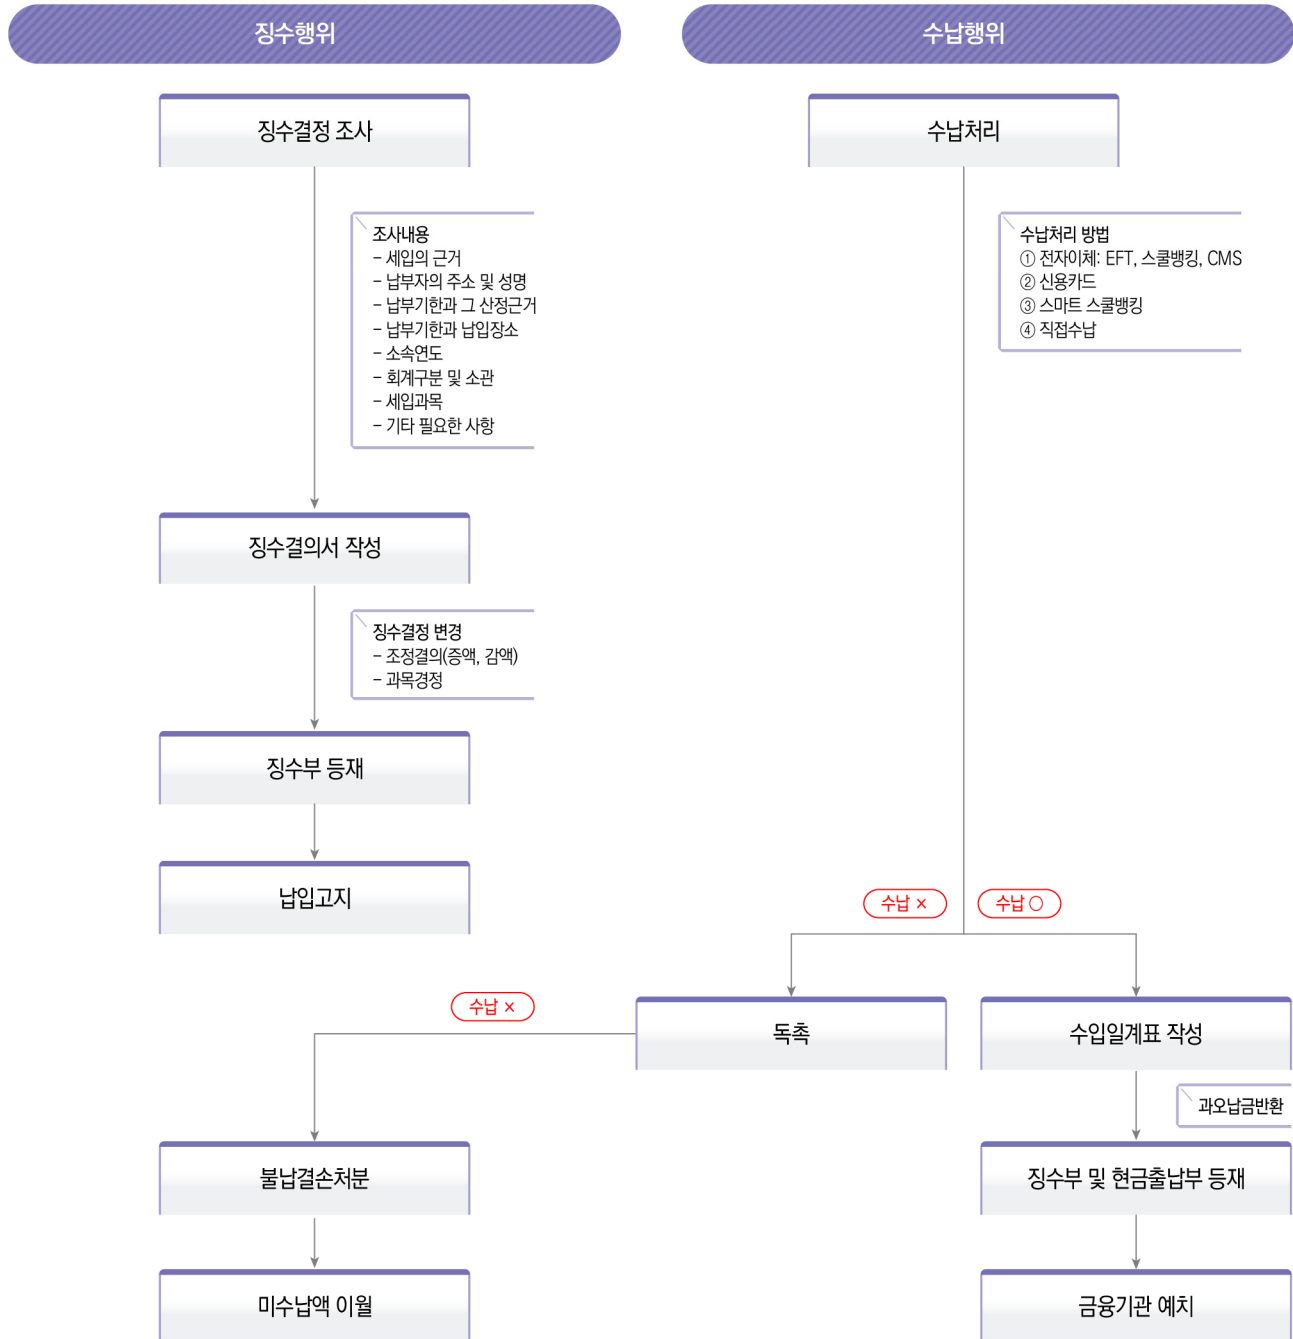 징수행위
수납행위
징수결정 조사
수납처리
조사내용
- 세입의 근거
- 납부자의 주소 및 성명
- 납부기한과 그 산정근거
- 납부기한과 납입장소
- 소속연도
- 회계구분 및 소관
- 세입과목
- 기타 필요한 사항
수납처리 방법
① 전자이체: EFT, 스쿨뱅킹, CMS
② 신용카드
③ 스마트 스쿨뱅킹
④ 직접수납
징수결의서 작성
징수결정 변경
- 조정결의(증액, 감액)
- 과목경정
징수부 등재
납입고지
수납 ×
수납 ○
수납 ×
독촉
수입일계표 작성
과오납금반환
불납결손처분
징수부 및 현금출납부 등재
미수납액 이월
금융기관 예치